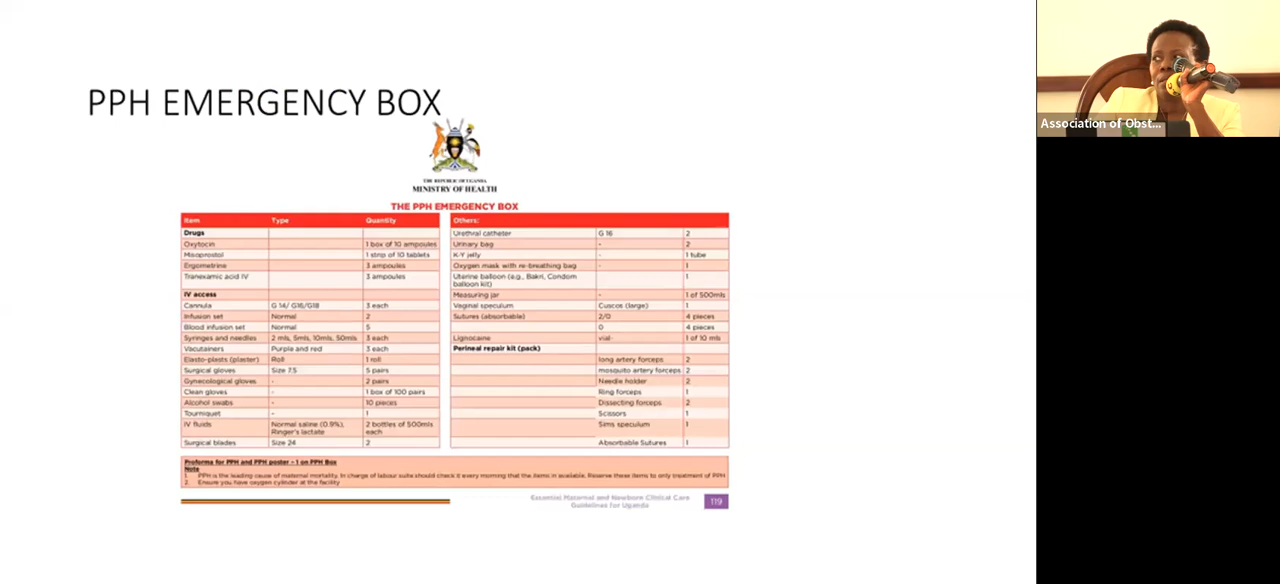 PPH EMERGENCY BOX
THE REPUBLIC OF UGANDA
MINISTRY OF HEALTH
THE PPH EMERGENCY BOX
Item Type Quantity
Drugs
Oxytocin 1 box of 10 ampoules
Misoprostol 1 strip of 10 tablets
Ergometrine 3 ampoules
Tranexamic acid IV 3 ampoules
IV access
Cannula G 14/ G16/G18 3 each
Infusion set Normal 2
Blood infusion set Normal 5
Syringes and needles 2 mls, 5mls, 10mls, 50mls 3 each
Vacutainers Purple and red 3 each
Elasto-plasts (plaster) Roll 1 roll
Surgical gloves Size 7.5 5 pairs
Gynecological gloves - 2 pairs
Clean gloves - 1 box of 100 pairs
Alcohol swabs - 10 pieces
Tourniquet - 1
IV fluids Normal saline (0.9%), 2 bottles of 500mls
Ringer's lactate each
Surgical blades Size 24 2
Others:
Urethral catheter G 16 2
Urinary bag - 2
K-Y jelly 1 tube
Oxygen mask with re-breathing bag - 1
Uterine balloon (e.g., Bakri, Condom 1
balloon kit)
Measuring jar - 1 of 500mls
Vaginal speculum Cuscos (large) 1
Sutures (absorbable) 2/0 4 pieces
0 4 pieces
Lignocaine vial- 1 of 10 mls
Perineal repair kit (pack)
long artery forceps 2
mosquito artery forceps 2
Needle holder 2
Ring forceps 1
Dissecting forceps 2
Scissors 1
Sims speculum 1
Absorbable Sutures 1
Proforma for PPH and PPH poster - 1 on PPH Box
Note
1. PPH is the leading cause of maternal mortality. In charge of labour suite should check it every morning that the items in available. Reserve these items to only treatment of PPH
2. Ensure you have oxygen cylinder at the facility
Essential Maternal and Newborn Clinical Care
Guidelines for Uganda
119
Association of Obst...